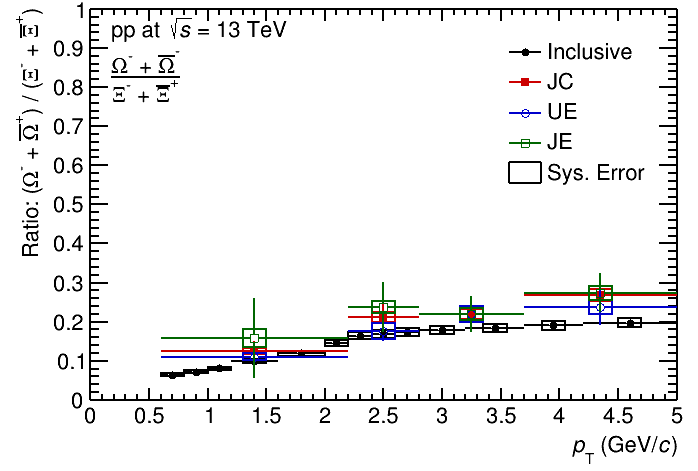 1
0.9
0.8
0.7
0.6
0.5
0.4
0.3
0.2
0.1
0
Ratio: (Ω⁻ + Ω̅⁺) / (Ξ⁻ + Ξ̅⁺)
pp at √s = 13 TeV
Ω⁻ + Ω̅⁻
Ξ⁻ + Ξ̅⁺
Inclusive
JC
UE
JE
Sys. Error
0 0.5 1 1.5 2 2.5 3 3.5 4 4.5 5
p_T (GeV/c)